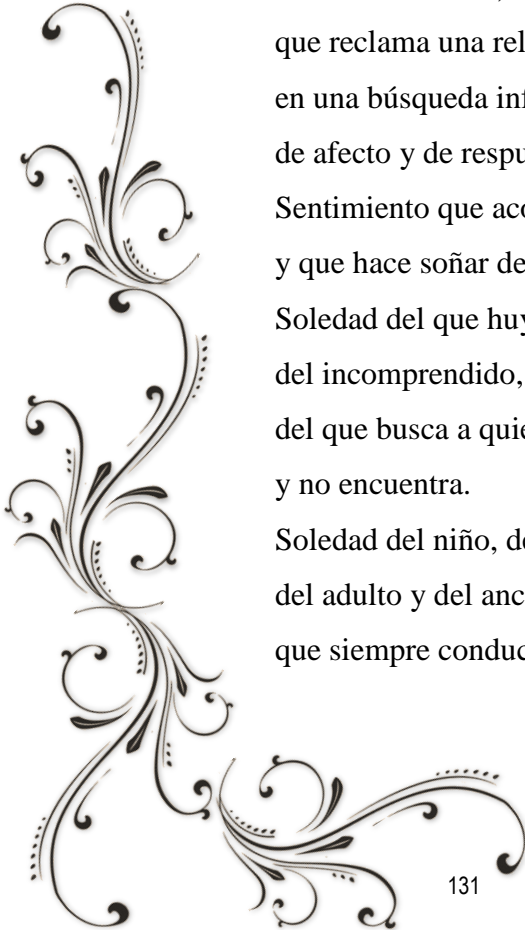 que reclama una rel
en una búsqueda inf
de afecto y de respu
Sentimiento que aco
y que hace soñar de
Soledad del que huy
del incomprendido,
del que busca a quie
y no encuentra.
Soledad del niño, de
del adulto y del anc
que siempre conduc
131